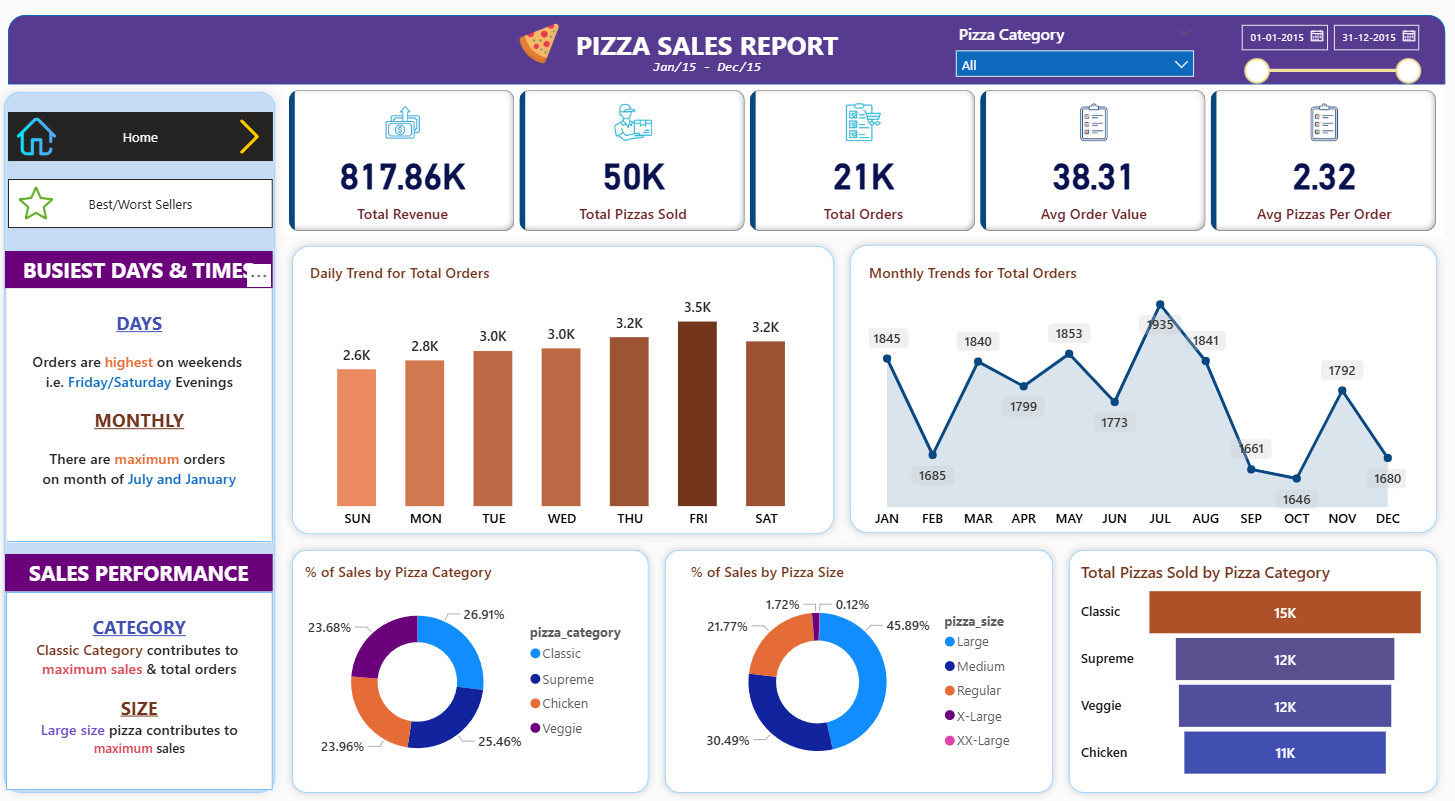 PIZZA SALES REPORT
Jan/15 - Dec/15
Pizza Category
All
01-01-2015
31-12-2015
Home
Best/Worst Sellers
BUSIEST DAYS & TIMES
...
DAYS
Orders are highest on weekends
i.e. Friday/Saturday Evenings
MONTHLY
There are maximum orders
on month of July and January
SALES PERFORMANCE
CATEGORY
Classic Category contributes to
maximum sales & total orders
SIZE
Large size pizza contributes to
maximum sales
817.86K
Total Revenue
50K
Total Pizzas Sold
21K
Total Orders
38.31
Avg Order Value
2.32
Avg Pizzas Per Order
Daily Trend for Total Orders
2.6K
2.8K
3.0K
3.0K
3.2K
3.5K
3.2K
SUN MON TUE WED THU FRI SAT
Monthly Trends for Total Orders
1845
1685
1840
1799
1853
1773
1935
1841
1661
1646
1792
1680
JAN FEB MAR APR MAY JUN JUL AUG SEP OCT NOV DEC
% of Sales by Pizza Category
26.91%
25.46%
23.96%
23.68%
pizza_category
Classic
Supreme
Chicken
Veggie
% of Sales by Pizza Size
1.72%
0.12%
45.89%
30.49%
21.77%
pizza_size
Large
Medium
Regular
X-Large
XX-Large
Total Pizzas Sold by Pizza Category
Classic 15K
Supreme 12K
Veggie 12K
Chicken 11K